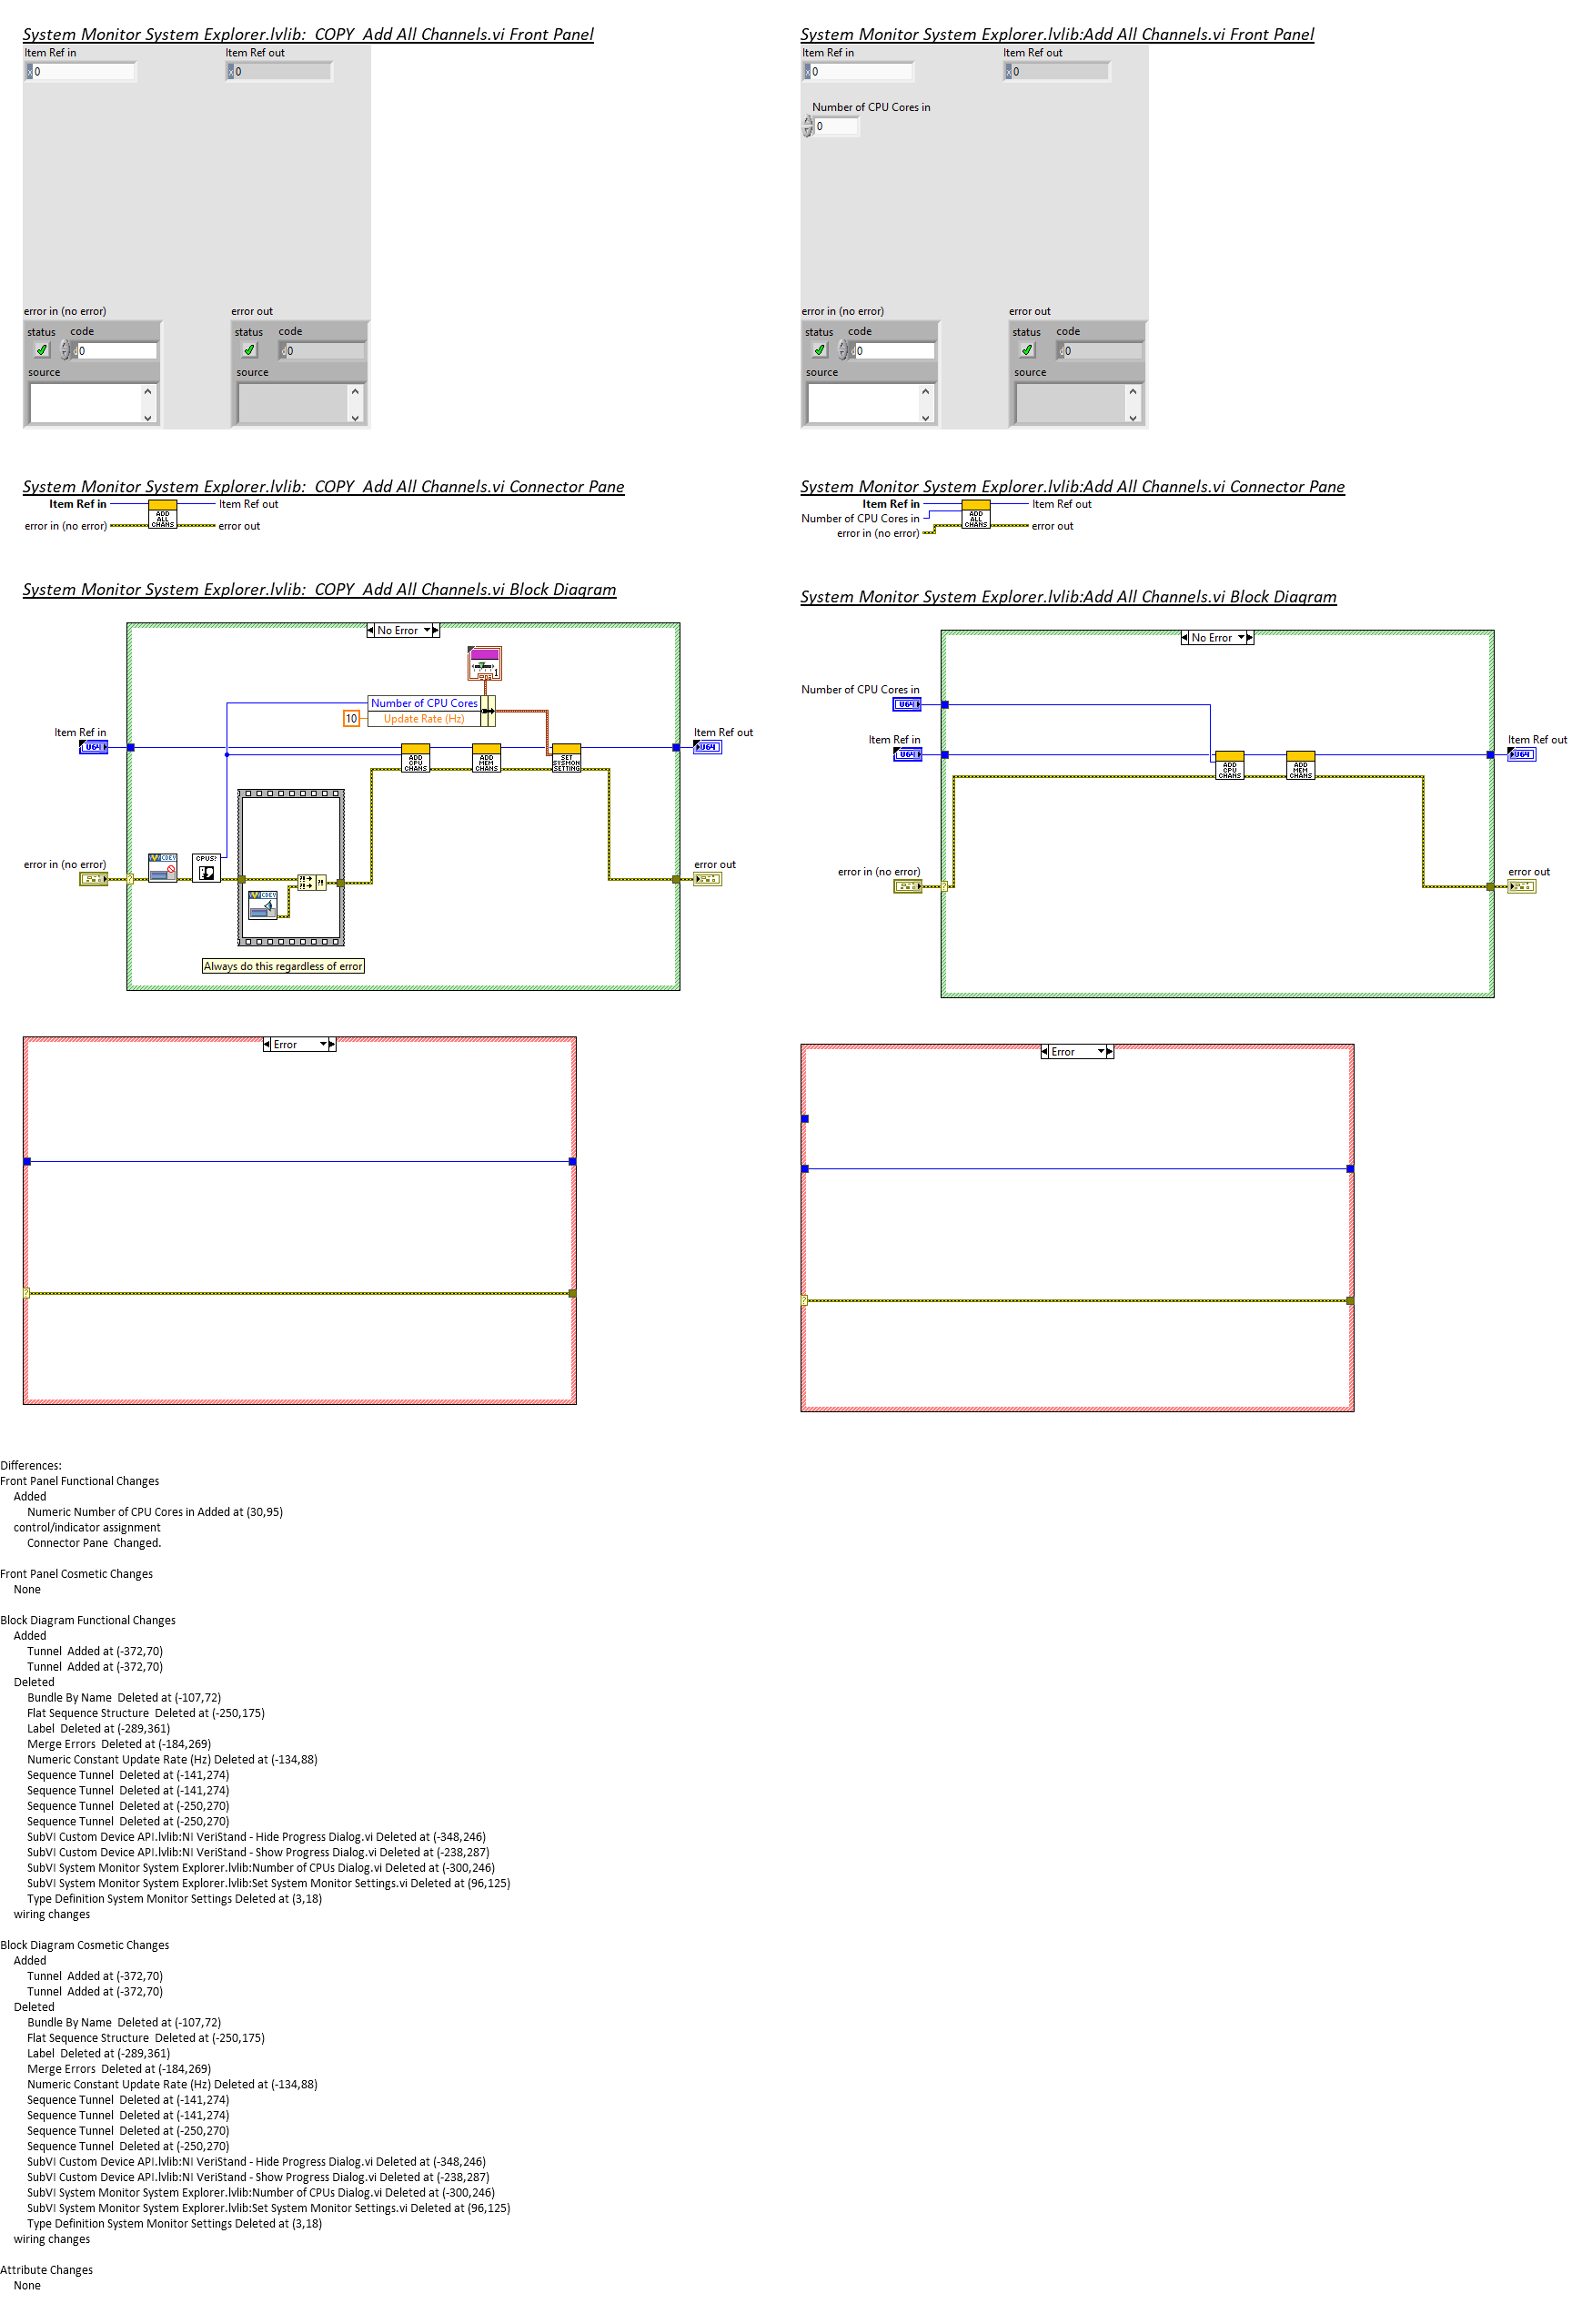 System Monitor System Explorer.lvlib: COPY Add All Channels.vi Front Panel
Item Ref in
Item Ref out
x 0
x 0
error in (no error)
error out
status code
status code
d 0
d 0
source
source
System Monitor System Explorer.lvlib:Add All Channels.vi Front Panel
Item Ref in
Item Ref out
x 0
x 0
Number of CPU Cores in
0
error in (no error)
error out
status code
status code
d 0
d 0
source
source
System Monitor System Explorer.lvlib: COPY Add All Channels.vi Connector Pane
Item Ref in
Item Ref out
ADD
ALL
CHANS
error in (no error)
error out
System Monitor System Explorer.lvlib:Add All Channels.vi Connector Pane
Item Ref in
Item Ref out
Number of CPU Cores in
ADD
ALL
CHANS
error in (no error)
error out
System Monitor System Explorer.lvlib: COPY Add All Channels.vi Block Diagram
No Error
Number of CPU Cores
10
Update Rate (Hz)
Item Ref in
U64
Item Ref out
U64
ADD
CPU
CHANS
ADD
MEM
CHANS
SET
SYSMON
SETTING
CDEV
CPUS?
CDEV
error in (no error)
?
error out
Always do this regardless of error
Error
?
System Monitor System Explorer.lvlib:Add All Channels.vi Block Diagram
No Error
Number of CPU Cores in
U64
Item Ref in
U64
Item Ref out
U64
ADD
CPU
CHANS
ADD
MEM
CHANS
error in (no error)
?
error out
Error
?
Differences:
Front Panel Functional Changes
Added
Numeric Number of CPU Cores in Added at (30,95)
control/indicator assignment
Connector Pane  Changed.
Front Panel Cosmetic Changes
None
Block Diagram Functional Changes
Added
Tunnel  Added at (-372,70)
Tunnel  Added at (-372,70)
Deleted
Bundle By Name  Deleted at (-107,72)
Flat Sequence Structure  Deleted at (-250,175)
Label  Deleted at (-289,361)
Merge Errors  Deleted at (-184,269)
Numeric Constant Update Rate (Hz) Deleted at (-134,88)
Sequence Tunnel  Deleted at (-141,274)
Sequence Tunnel  Deleted at (-141,274)
Sequence Tunnel  Deleted at (-250,270)
Sequence Tunnel  Deleted at (-250,270)
SubVI Custom Device API.lvlib:NI VeriStand - Hide Progress Dialog.vi Deleted at (-348,246)
SubVI Custom Device API.lvlib:NI VeriStand - Show Progress Dialog.vi Deleted at (-238,287)
SubVI System Monitor System Explorer.lvlib:Number of CPUs Dialog.vi Deleted at (-300,246)
SubVI System Monitor System Explorer.lvlib:Set System Monitor Settings.vi Deleted at (96,125)
Type Definition System Monitor Settings Deleted at (3,18)
wiring changes
Block Diagram Cosmetic Changes
Added
Tunnel  Added at (-372,70)
Tunnel  Added at (-372,70)
Deleted
Bundle By Name  Deleted at (-107,72)
Flat Sequence Structure  Deleted at (-250,175)
Label  Deleted at (-289,361)
Merge Errors  Deleted at (-184,269)
Numeric Constant Update Rate (Hz) Deleted at (-134,88)
Sequence Tunnel  Deleted at (-141,274)
Sequence Tunnel  Deleted at (-141,274)
Sequence Tunnel  Deleted at (-250,270)
Sequence Tunnel  Deleted at (-250,270)
SubVI Custom Device API.lvlib:NI VeriStand - Hide Progress Dialog.vi Deleted at (-348,246)
SubVI Custom Device API.lvlib:NI VeriStand - Show Progress Dialog.vi Deleted at (-238,287)
SubVI System Monitor System Explorer.lvlib:Number of CPUs Dialog.vi Deleted at (-300,246)
SubVI System Monitor System Explorer.lvlib:Set System Monitor Settings.vi Deleted at (96,125)
Type Definition System Monitor Settings Deleted at (3,18)
wiring changes
Attribute Changes
None